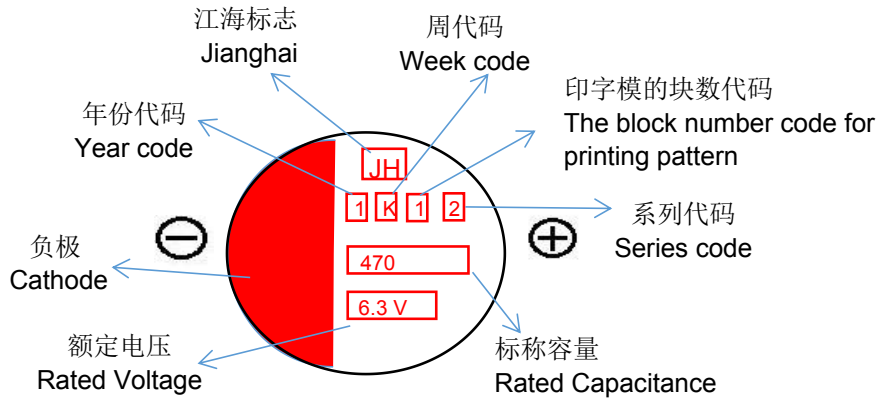 江海标志
Jianghai
周代码
Week code
年份代码
Year code
印字模的块数代码
The block number code for
printing pattern
JH
1 K 1 2
系列代码
Series code
负极
Cathode
470
6.3 V
额定电压
Rated Voltage
标称容量
Rated Capacitance